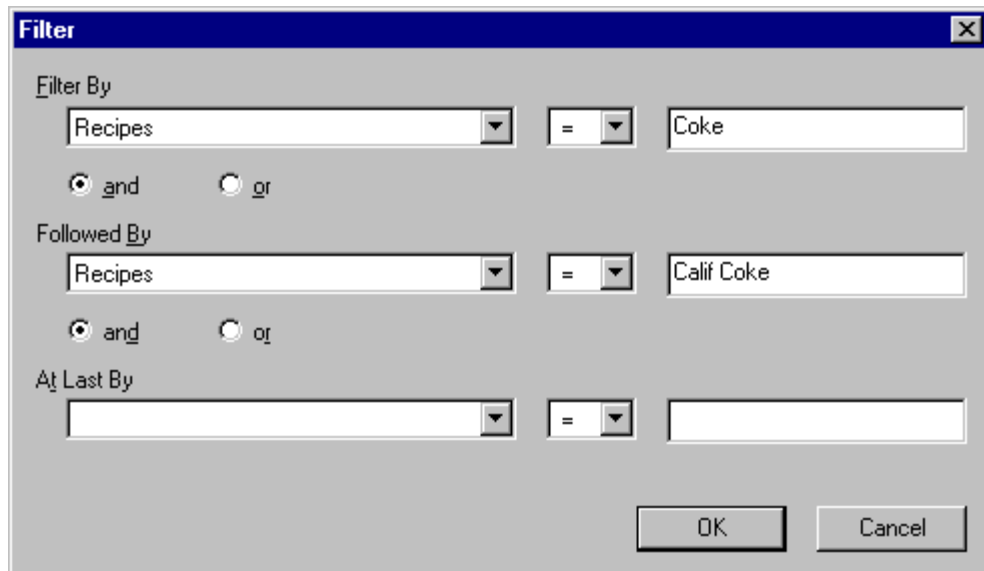 Filter
Filter By
Recipes = Coke
and or
Followed By
Recipes = Calif Coke
and or
At Last By
=
OK Cancel